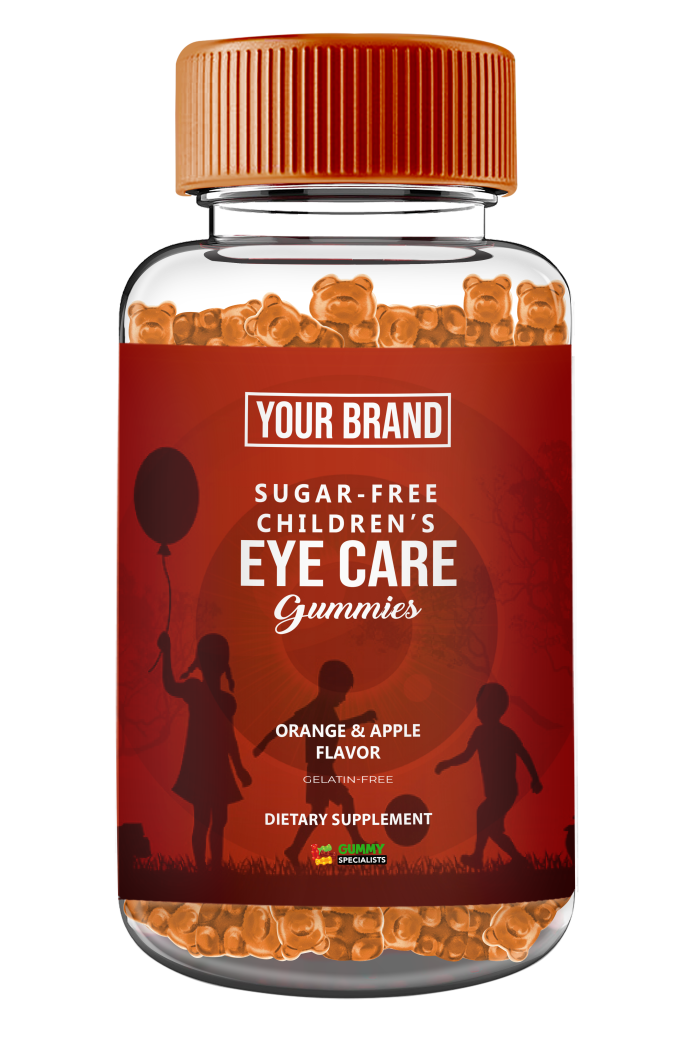 YOUR BRAND
SUGAR-FREE
CHILDREN'S
EYE CARE
Gummies
ORANGE & APPLE
FLAVOR
GELATIN-FREE
DIETARY SUPPLEMENT
GUMMY
SPECIALISTS